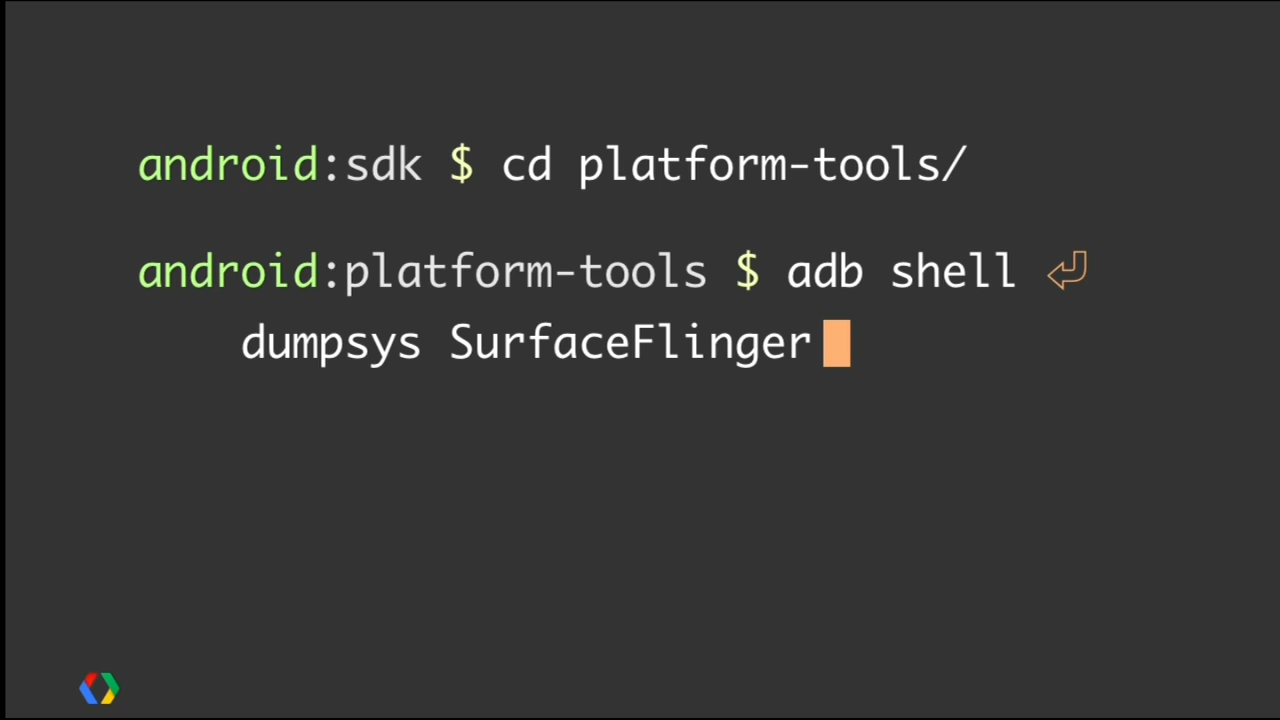 android:sdk $ cd platform-tools/
android:platform-tools $ adb shell ⏎
dumpsys SurfaceFlinger